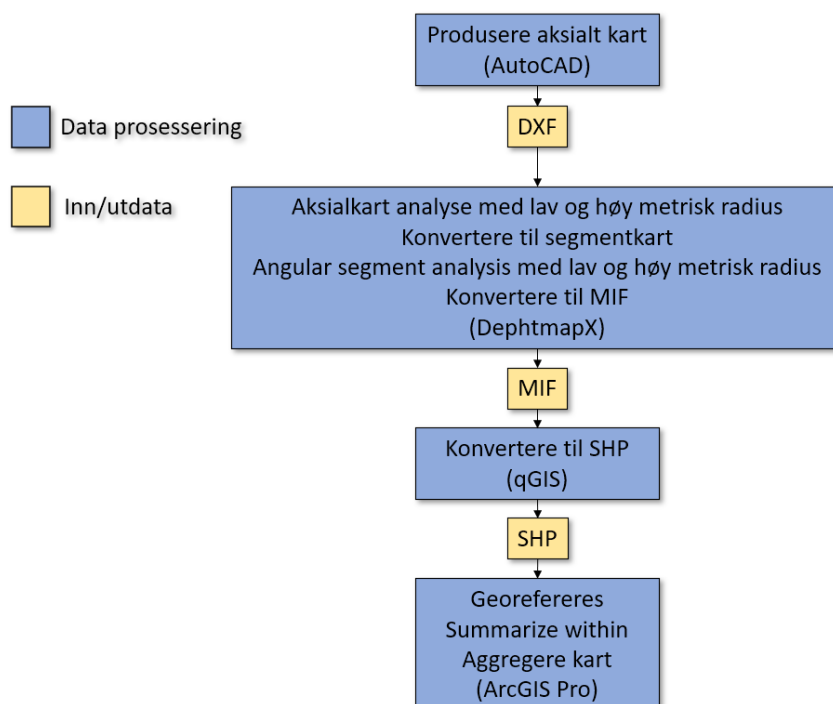 Produsere aksialt kart
(AutoCAD)
Data prosessering
DXF
Inn/utdata
Aksialkart analyse med lav og høy metrisk radius
Konvertere til segmentkart
Angular segment analysis med lav og høy metrisk radius
Konvertere til MIF
(DephtmapX)
MIF
Konvertere til SHP
(qGIS)
SHP
Georefereres
Summarize within
Aggregere kart
(ArcGIS Pro)